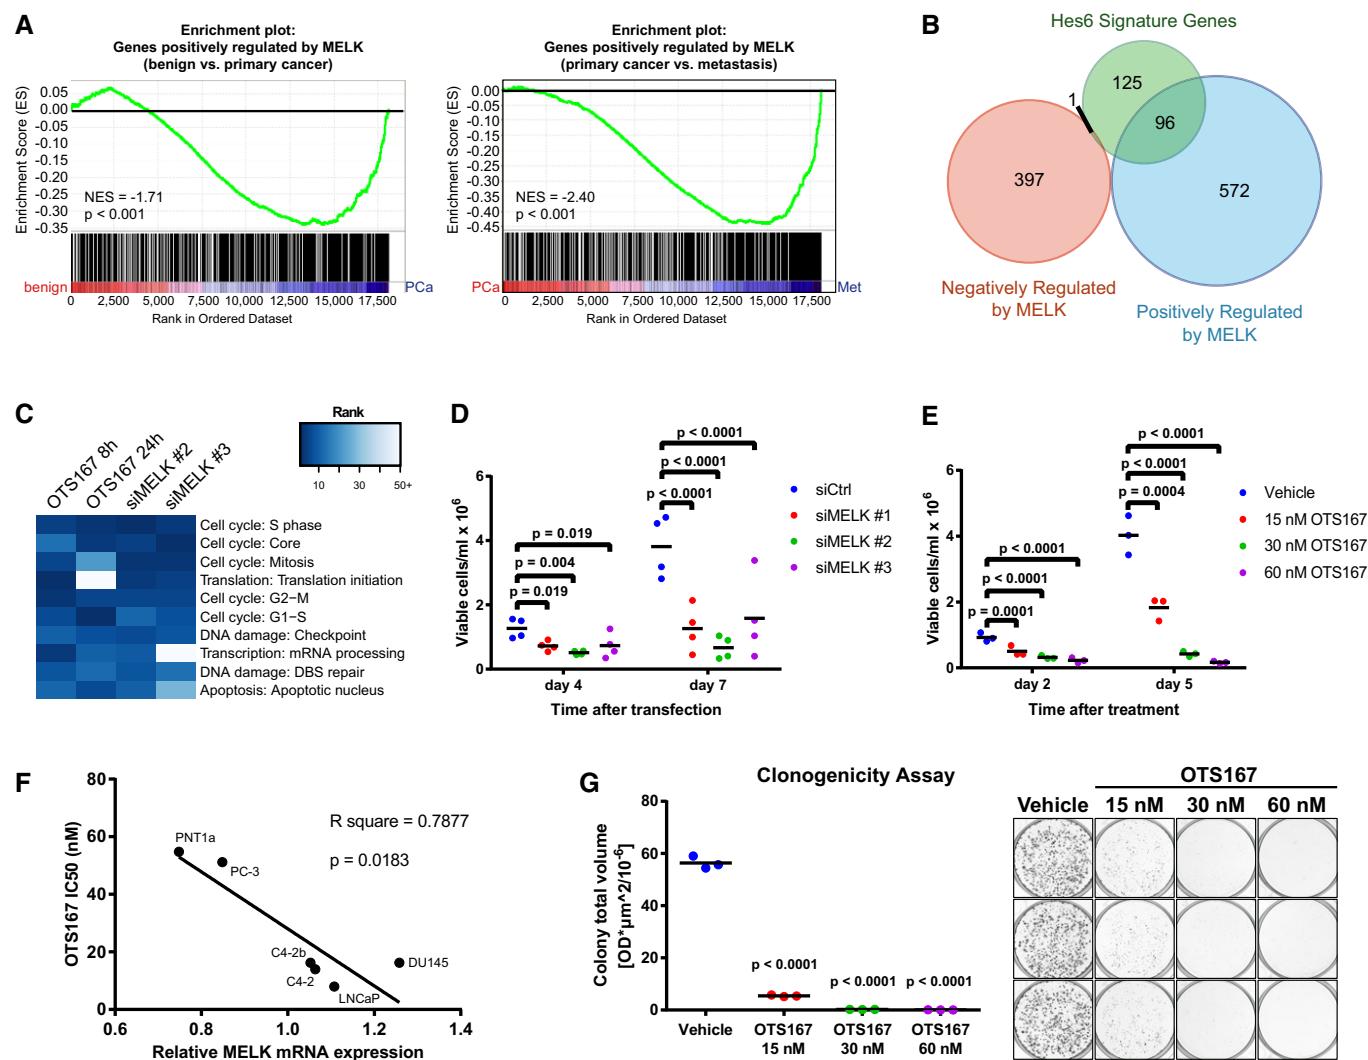 A
Enrichment plot:
Genes positively regulated by MELK
(benign vs. primary cancer)
Enrichment Score (ES)
0.05
0.00
-0.05
-0.10
-0.15
-0.20
-0.25
-0.30
-0.35
NES = -1.71
p < 0.001
benign
PCa
0
2,500
5,000
7,500
10,000
12,500
15,000
17,500
Rank in Ordered Dataset
Enrichment plot:
Genes positively regulated by MELK
(primary cancer vs. metastasis)
Enrichment Score (ES)
0.00
-0.05
-0.10
-0.15
-0.20
-0.25
-0.30
-0.35
-0.40
-0.45
NES = -2.40
p < 0.001
PCa
Met
0
2,500
5,000
7,500
10,000
12,500
15,000
17,500
Rank in Ordered Dataset
B
Hes6 Signature Genes
125
1
96
397
572
Negatively Regulated
by MELK
Positively Regulated
by MELK
C
Rank
10
30
50+
OTS167 8h
OTS167 24h
siMELK #2
siMELK #3
Cell cycle: S phase
Cell cycle: Core
Cell cycle: Mitosis
Translation: Translation initiation
Cell cycle: G2−M
Cell cycle: G1−S
DNA damage: Checkpoint
Transcription: mRNA processing
DNA damage: DBS repair
Apoptosis: Apoptotic nucleus
D
Viable cells/ml x 10^6
6
4
2
0
p = 0.019
p = 0.004
p = 0.019
p < 0.0001
p < 0.0001
p < 0.0001
day 4
day 7
Time after transfection
siCtrl
siMELK #1
siMELK #2
siMELK #3
E
Viable cells/ml x 10^6
6
4
2
0
p < 0.0001
p < 0.0001
p = 0.0001
p < 0.0001
p < 0.0001
p = 0.0004
day 2
day 5
Time after treatment
Vehicle
15 nM OTS167
30 nM OTS167
60 nM OTS167
F
OTS167 IC50 (nM)
80
60
40
20
0
PNT1a
PC-3
C4-2b
C4-2
LNCaP
DU145
R square = 0.7877
p = 0.0183
0.6
0.8
1.0
1.2
1.4
Relative MELK mRNA expression
G
Clonogenicity Assay
Colony total volume
[OD*µm^2/10^-6]
80
60
40
20
0
p < 0.0001
p < 0.0001
p < 0.0001
Vehicle
OTS167
15 nM
OTS167
30 nM
OTS167
60 nM
OTS167
Vehicle
15 nM
30 nM
60 nM